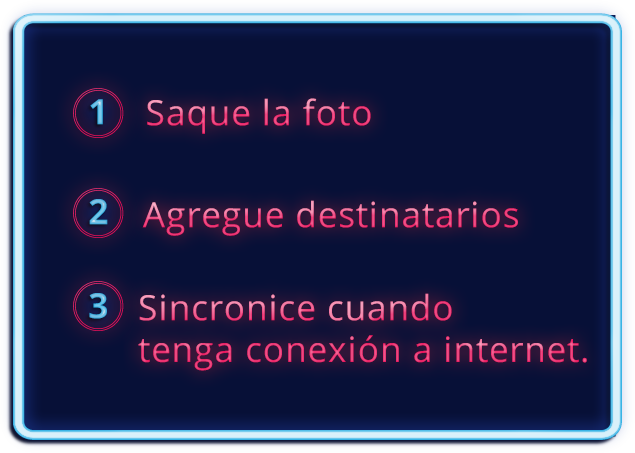 1 Saque la foto
2 Agregue destinatarios
3 Sincronice cuando
tenga conexión a internet.